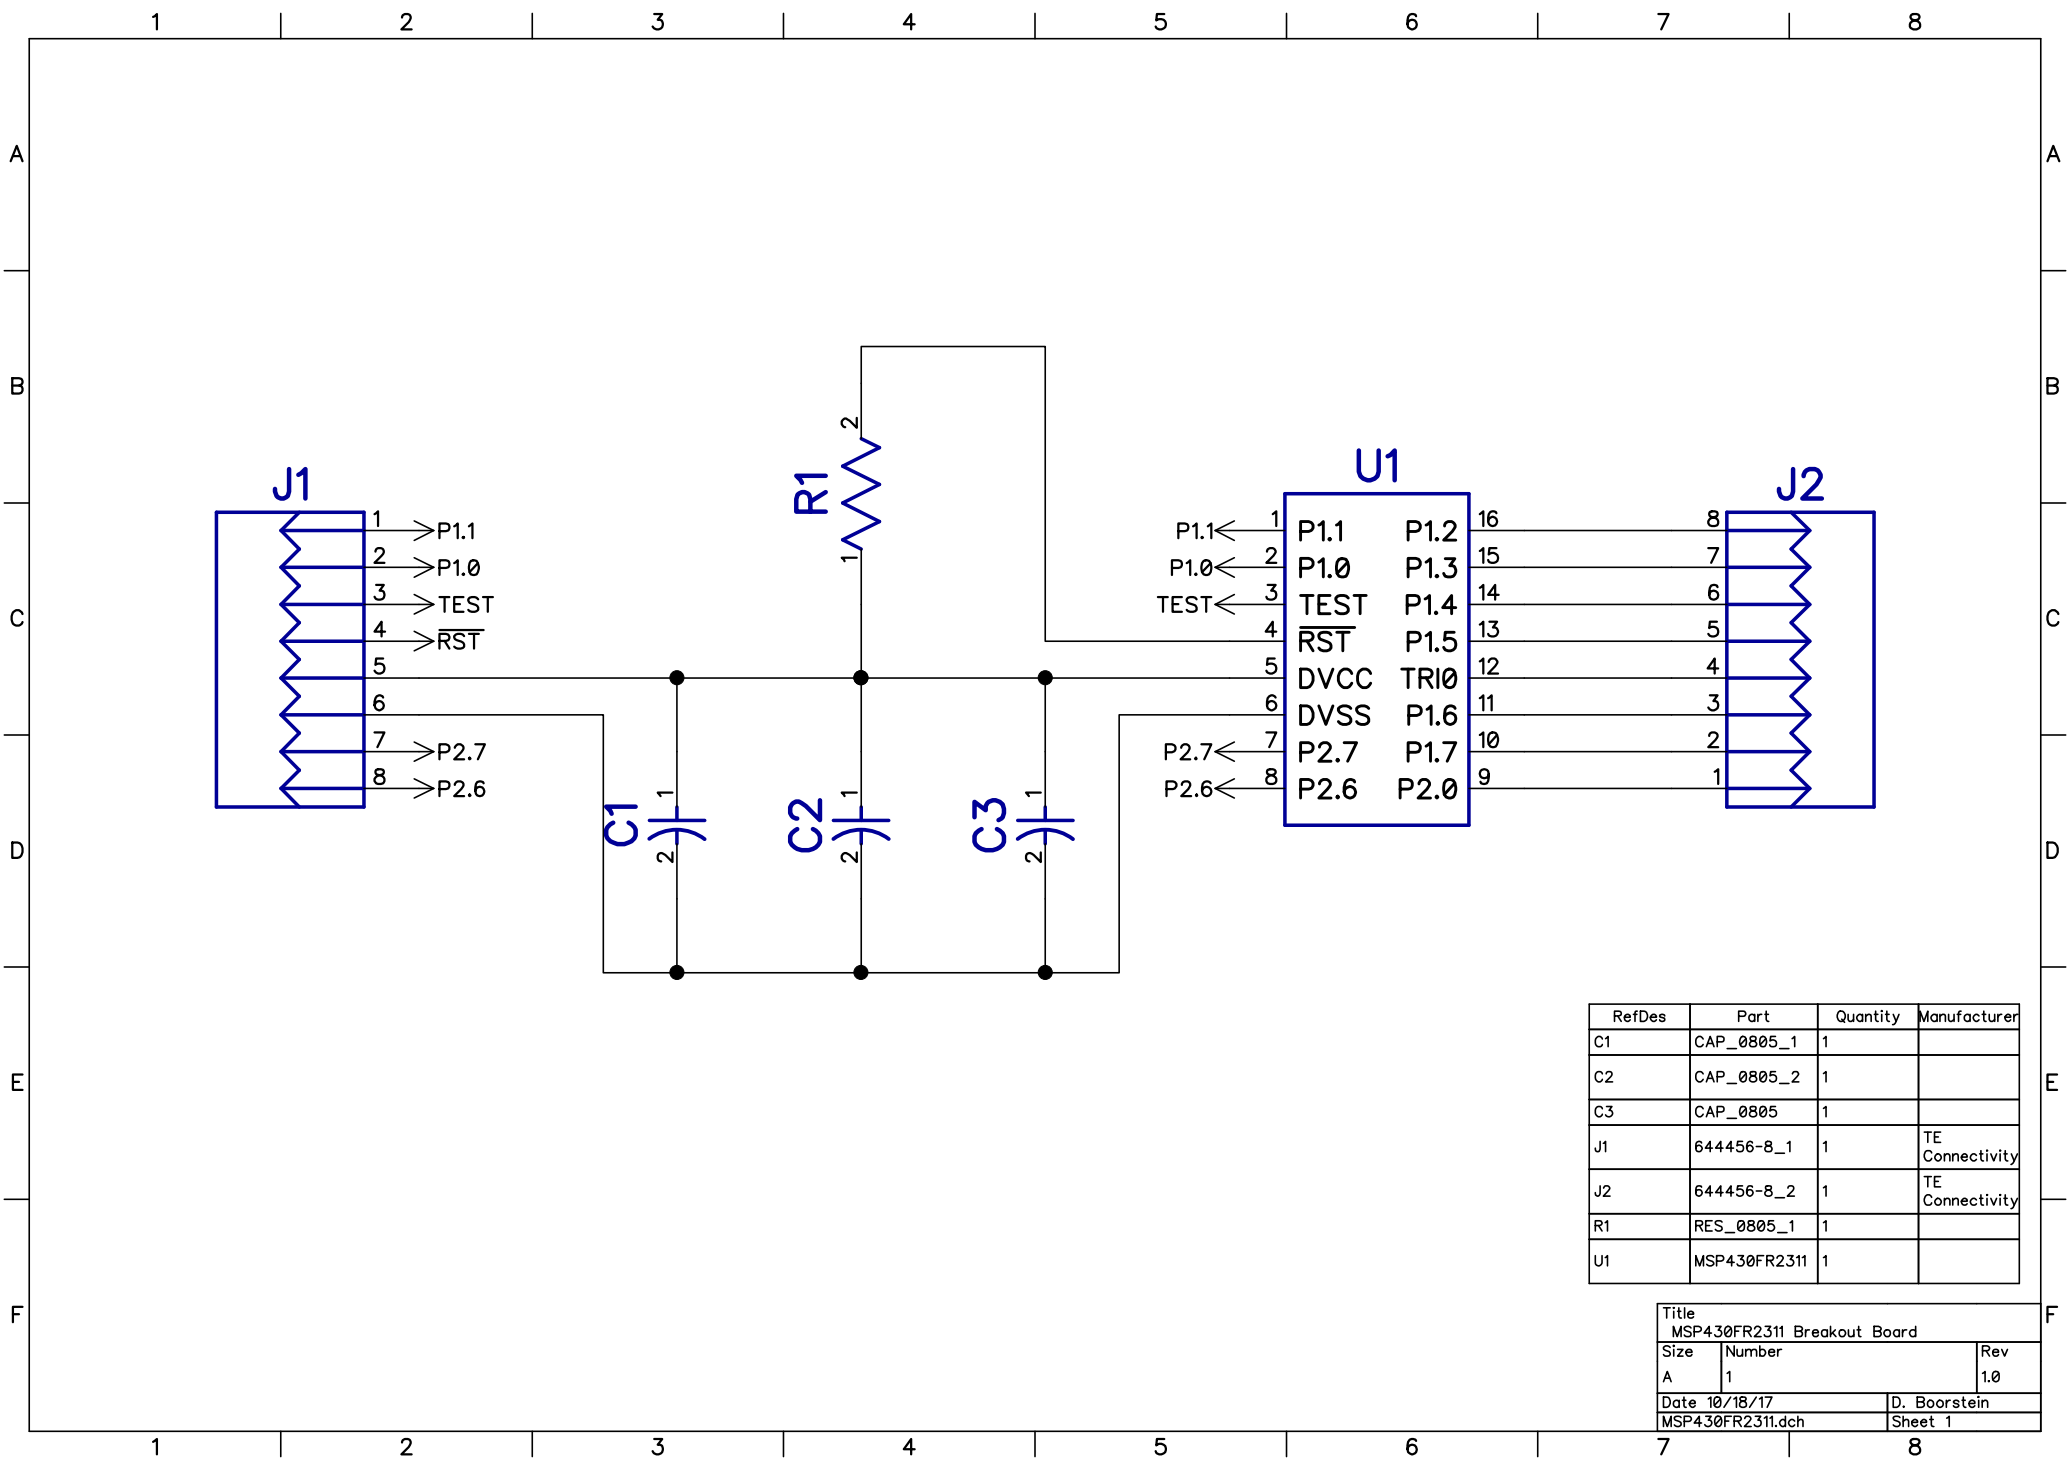 1 2 3 4 5 6 7 8
A A
B B
C C
D D
E E
F F
J1
1 P1.1
2 P1.0
3 TEST
4 RST
5
6
7 P2.7
8 P2.6
R1
2
1
C1
1
2
C2
1
2
C3
1
2
U1
P1.1 1 P1.1 P1.2 16
P1.0 2 P1.0 P1.3 15
TEST 3 TEST P1.4 14
4 RST P1.5 13
5 DVCC TRI0 12
6 DVSS P1.6 11
P2.7 7 P2.7 P1.7 10
P2.6 8 P2.6 P2.0 9
J2
8
7
6
5
4
3
2
1
RefDes Part Quantity Manufacturer
C1 CAP_0805_1 1
C2 CAP_0805_2 1
C3 CAP_0805 1
J1 644456-8_1 1 TE
Connectivity
J2 644456-8_2 1 TE
Connectivity
R1 RES_0805_1 1
U1 MSP430FR2311 1
Title
MSP430FR2311 Breakout Board
Size Number Rev
A 1 1.0
Date 10/18/17 D. Boorstein
MSP430FR2311.dch Sheet 1
1 2 3 4 5 6 7 8